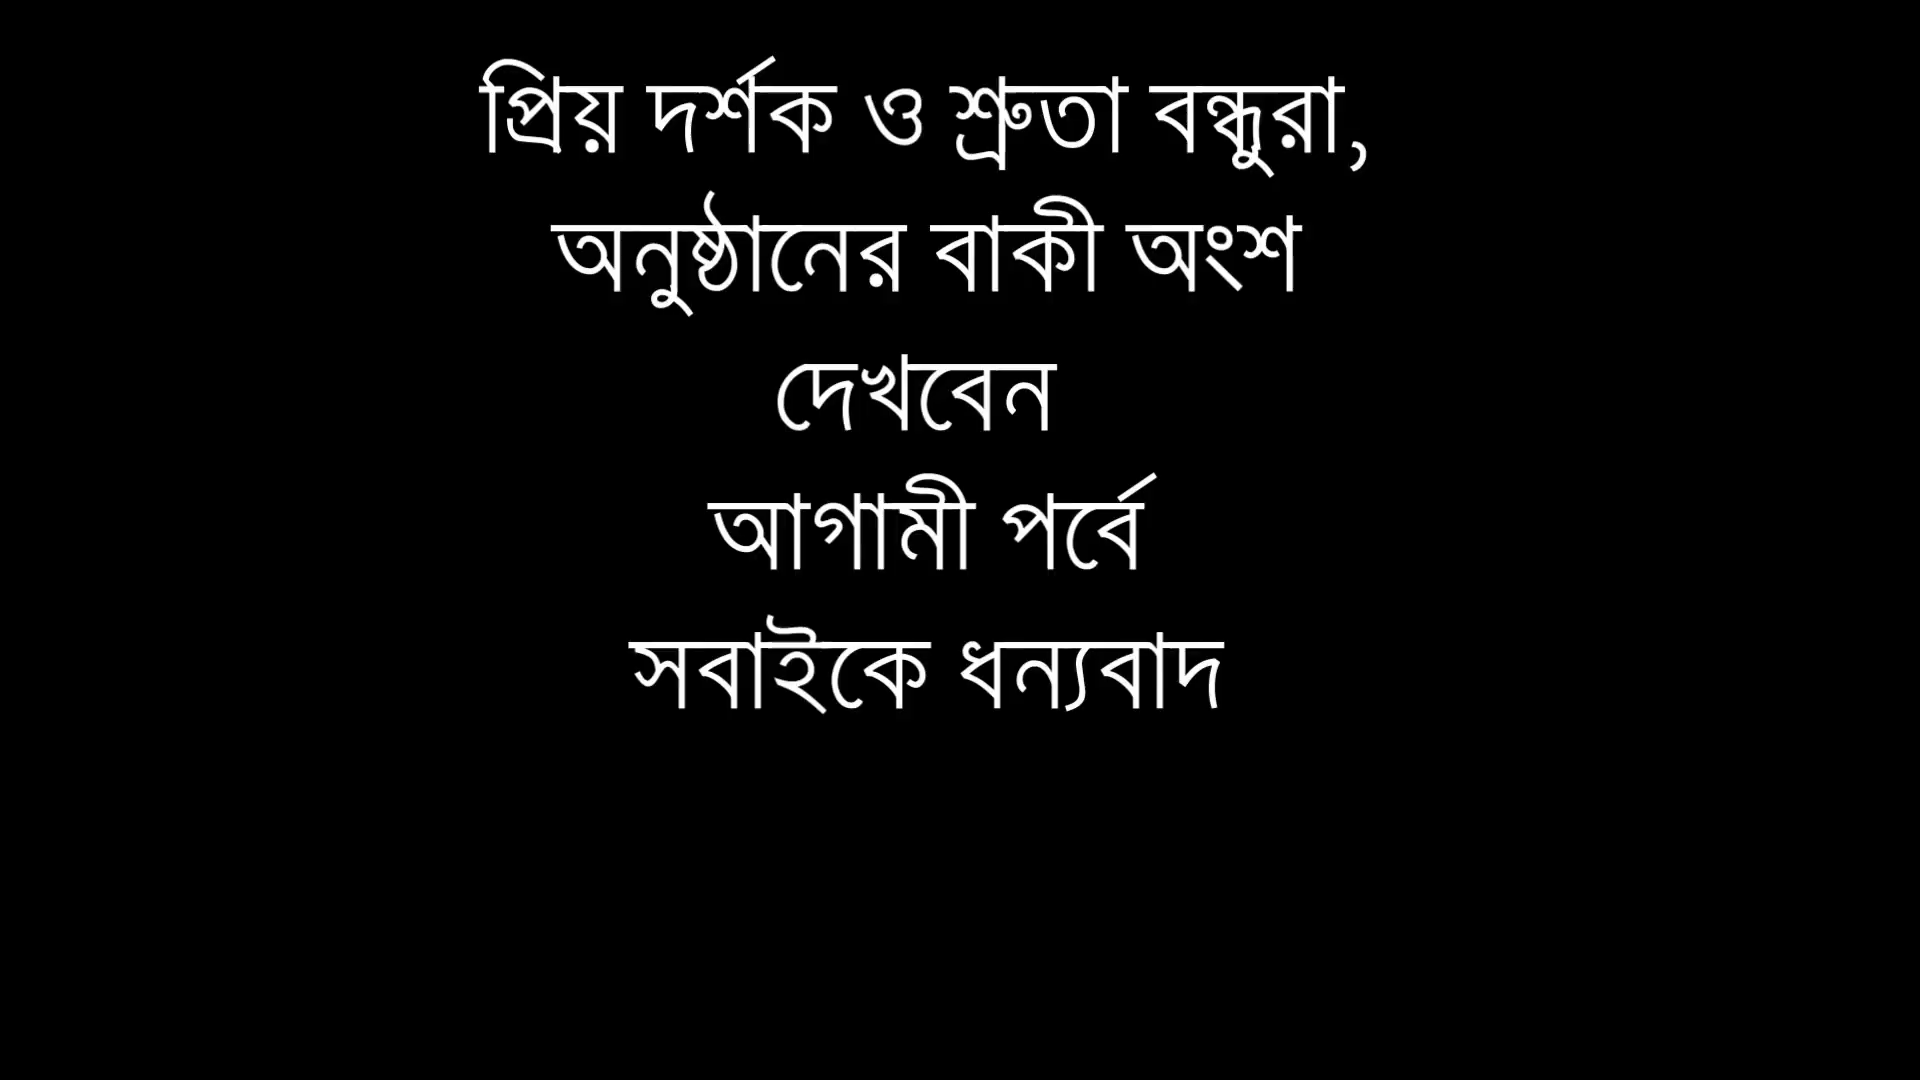 প্রিয় দর্শক ও শ্রুতা বন্ধুরা,
অনুষ্ঠানের বাকী অংশ
দেখবেন
আগামী পর্বে
সবাইকে ধন্যবাদ